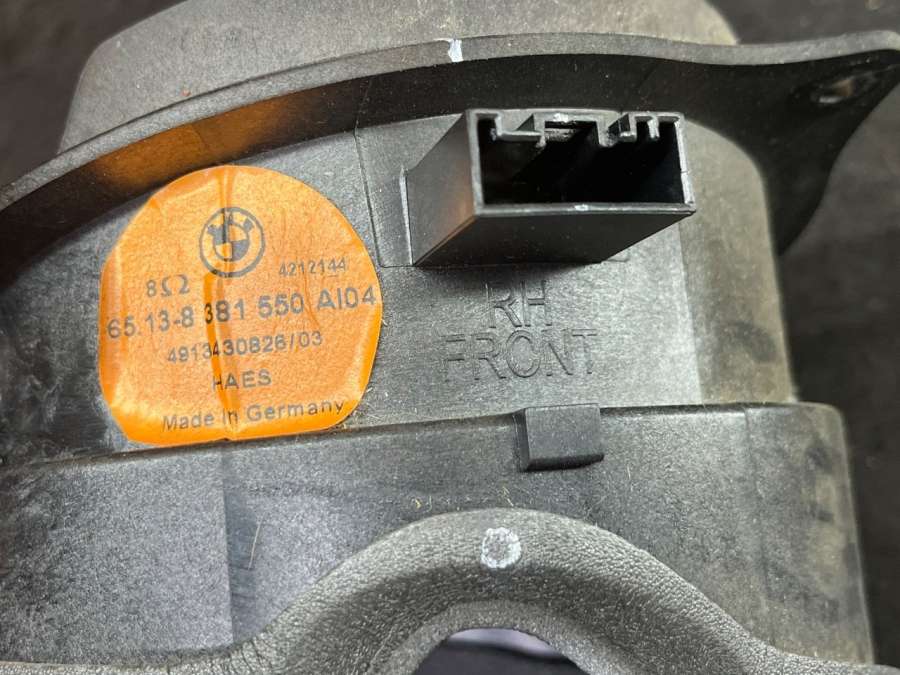 8Ω
4212144
65.13-8 381 550 AI04
4913430826/03
HAES
Made in Germany
RH
FRONT